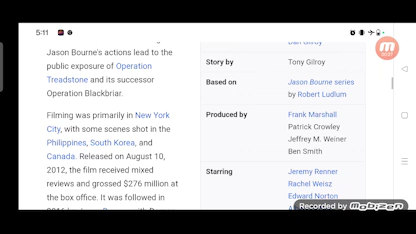 5:11
Jason Bourne's actions lead to the
public exposure of Operation
Treadstone and its successor
Operation Blackbriar.
Filming was primarily in New York
City, with some scenes shot in the
Philippines, South Korea, and
Canada. Released on August 10,
2012, the film received mixed
reviews and grossed $276 million at
the box office. It was followed in
Dan Gilroy
Story by Tony Gilroy
Based on Jason Bourne series
by Robert Ludlum
Produced by Frank Marshall
Patrick Crowley
Jeffrey M. Weiner
Ben Smith
Starring Jeremy Renner
Rachel Weisz
Edward Norton
Recorded by Mobizen